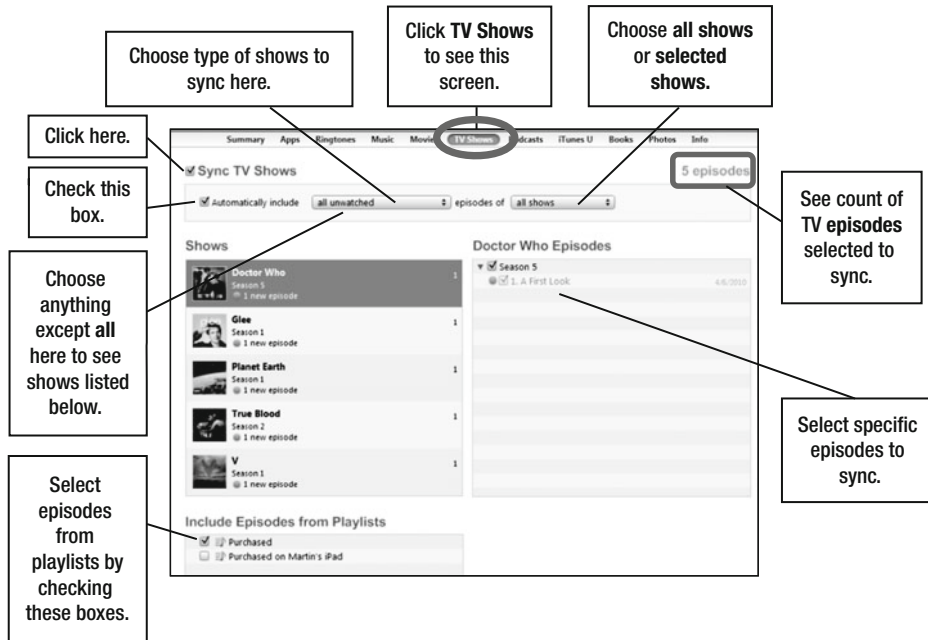 Choose type of shows to
sync here.
Click TV Shows
to see this
screen.
Choose all shows
or selected
shows.
Click here.
Check this
box.
Choose
anything
except all
here to see
shows listed
below.
Select
episodes
from
playlists by
checking
these boxes.
Summary Apps Ringtones Music Movie TV Shows dcasts iTunes U Books Photos Info
Sync TV Shows
5 episodes
Automatically include all unwatched episodes of all shows
Shows
Doctor Who
Season 5
1 new episode
1
Glee
Season 1
1 new episode
1
Planet Earth
Season 1
1 new episode
1
True Blood
Season 2
1 new episode
1
V
Season 1
1 new episode
1
Doctor Who Episodes
Season 5
1. A First Look 4/6/2010
Include Episodes from Playlists
Purchased
Purchased on Martin's iPad
See count of
TV episodes
selected to
sync.
Select specific
episodes to
sync.